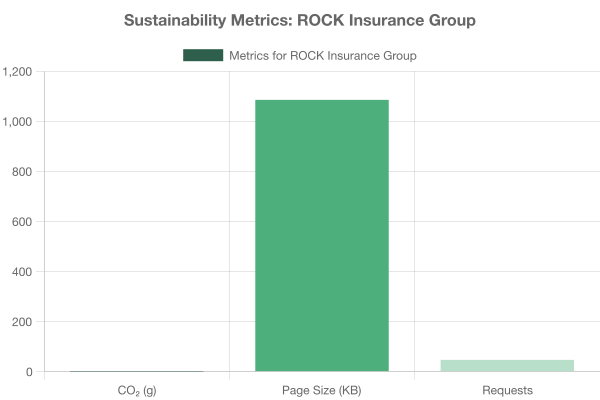 Sustainability Metrics: ROCK Insurance Group
Metrics for ROCK Insurance Group
1,200
1,000
800
600
400
200
0
CO₂ (g)
Page Size (KB)
Requests